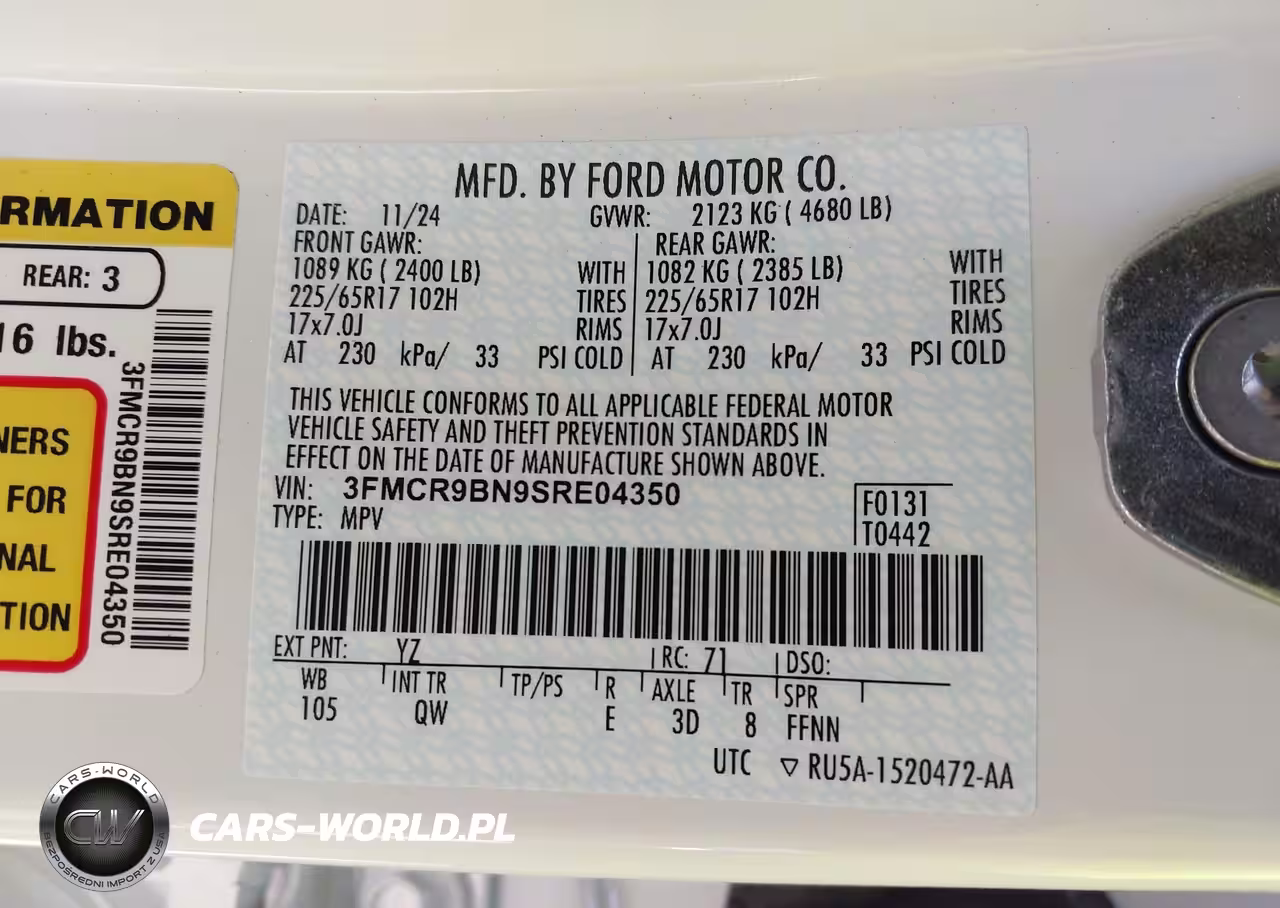 RMATION
REAR: 3
16 lbs.
NERS
FOR
NAL
TION
3FMCR9BN9SRE04350
MFD. BY FORD MOTOR CO.
DATE: 11/24 GVWR: 2123 KG ( 4680 LB)
FRONT GAWR: REAR GAWR:
1089 KG ( 2400 LB) WITH 1082 KG ( 2385 LB) WITH
225/65R17 102H TIRES 225/65R17 102H TIRES
17x7.0J RIMS 17x7.0J RIMS
AT 230 kPa/ 33 PSI COLD AT 230 kPa/ 33 PSI COLD
THIS VEHICLE CONFORMS TO ALL APPLICABLE FEDERAL MOTOR
VEHICLE SAFETY AND THEFT PREVENTION STANDARDS IN
EFFECT ON THE DATE OF MANUFACTURE SHOWN ABOVE.
VIN: 3FMCR9BN9SRE04350
F0131
TYPE: MPV
T0442
EXT PNT: YZ RC: 71 DSO:
WB INT TR TP/PS R AXLE TR SPR
105 QW E 3D 8 FFNN
UTC ▽ RU5A-1520472-AA
CARS-WORLD
CW
BEZPOŚREDNI IMPORT Z USA
CARS-WORLD.PL